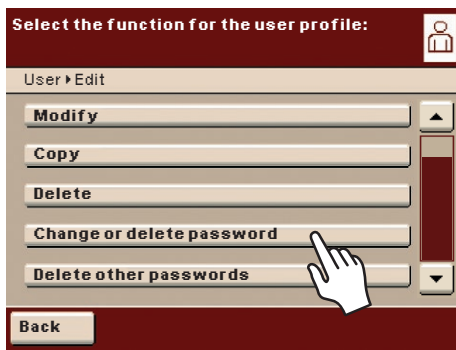 Select the function for the user profile:
User ▸ Edit
Modify
Copy
Delete
Change or delete password
Delete other passwords
Back